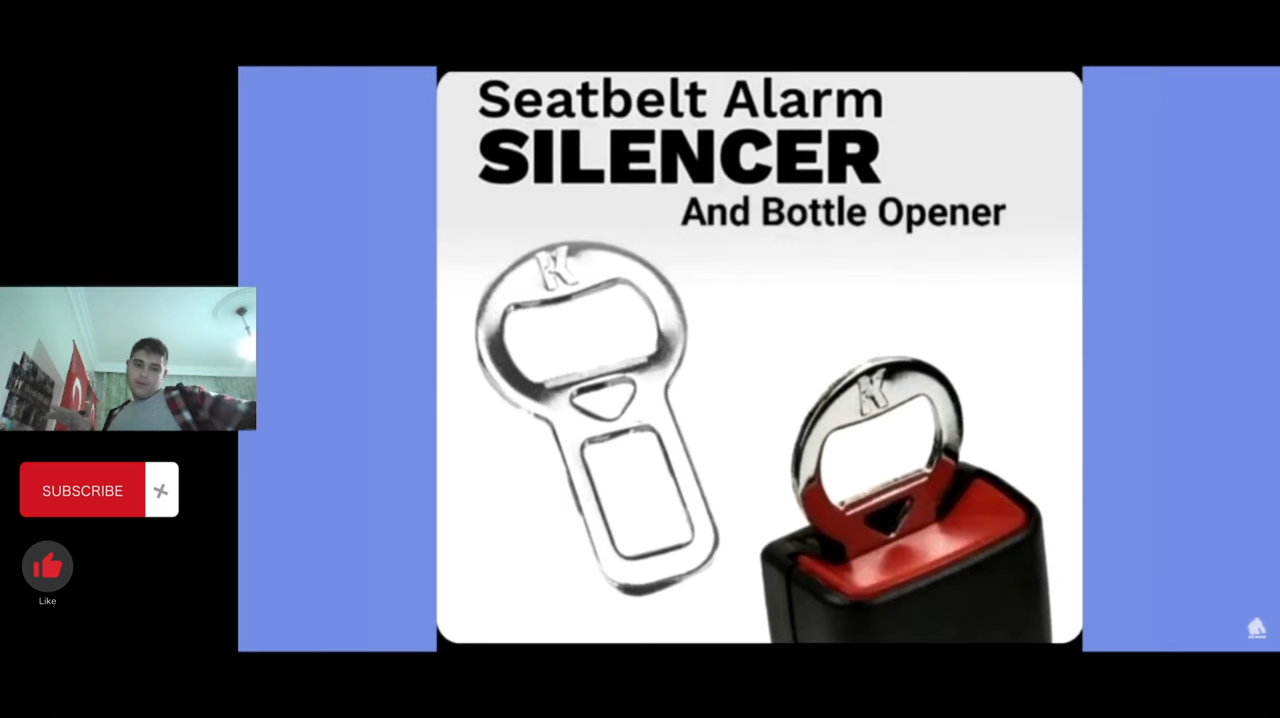 Seatbelt Alarm
SILENCER
And Bottle Opener
K
K
SUBSCRIBE
Like